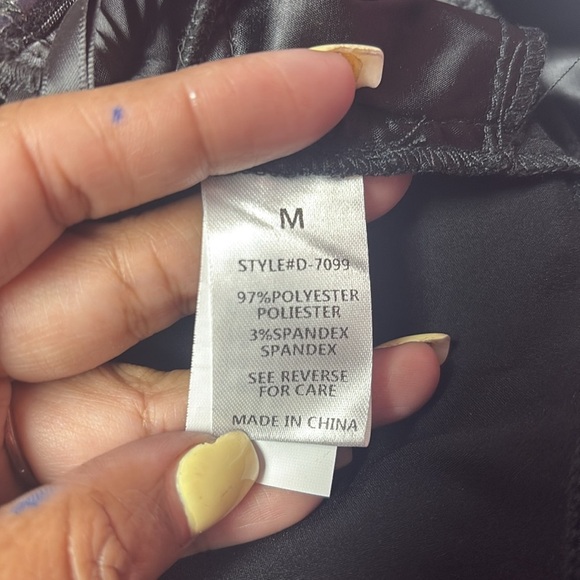 M
STYLE#D-7099
97%POLYESTER
POLIESTER
3%SPANDEX
SPANDEX
SEE REVERSE
FOR CARE
MADE IN CHINA